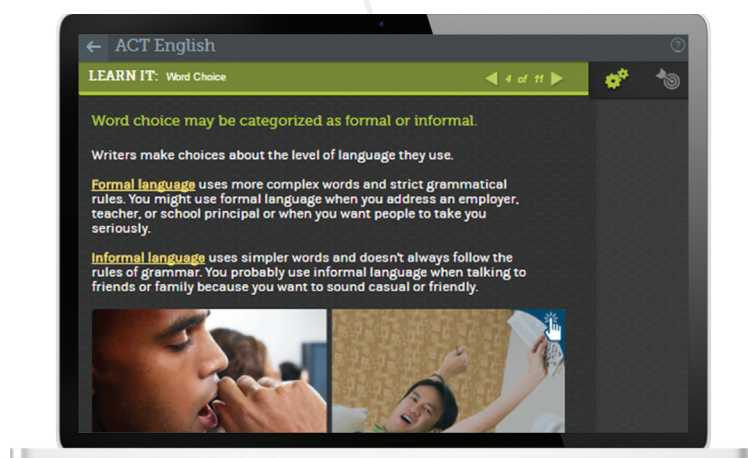 ACT English
LEARN IT: Word Choice
4 of 11
Word choice may be categorized as formal or informal.
Writers make choices about the level of language they use.
Formal language uses more complex words and strict grammatical
rules. You might use formal language when you address an employer,
teacher, or school principal or when you want people to take you
seriously.
Informal language uses simpler words and doesn't always follow the
rules of grammar. You probably use informal language when talking to
friends or family because you want to sound casual or friendly.